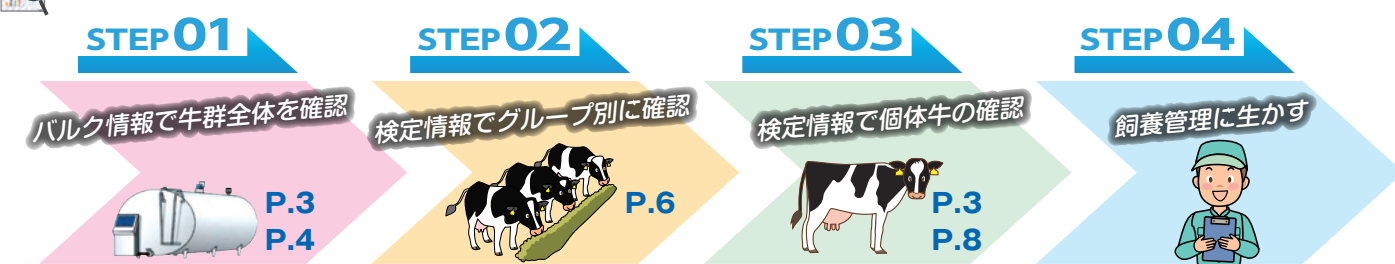 STEP 01
バルク情報で牛群全体を確認
P.3
P.4
STEP 02
検定情報でグループ別に確認
P.6
STEP 03
検定情報で個体牛の確認
P.3
P.8
STEP 04
飼養管理に生かす